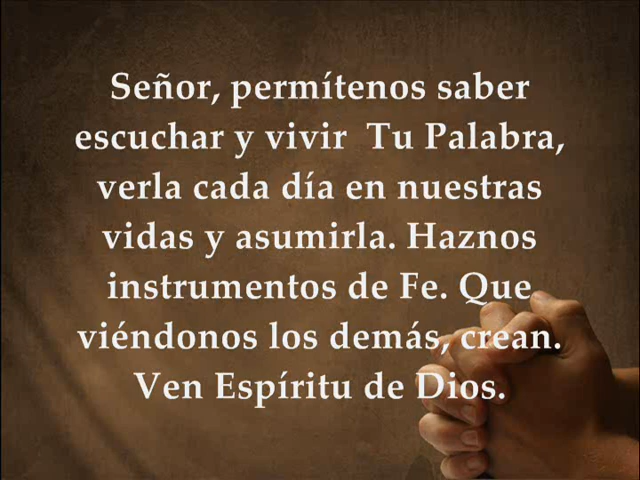 Señor, permítenos saber
escuchar y vivir  Tu Palabra,
verla cada día en nuestras
vidas y asumirla. Haznos
instrumentos de Fe. Que
viéndonos los demás, crean.
Ven Espíritu de Dios.